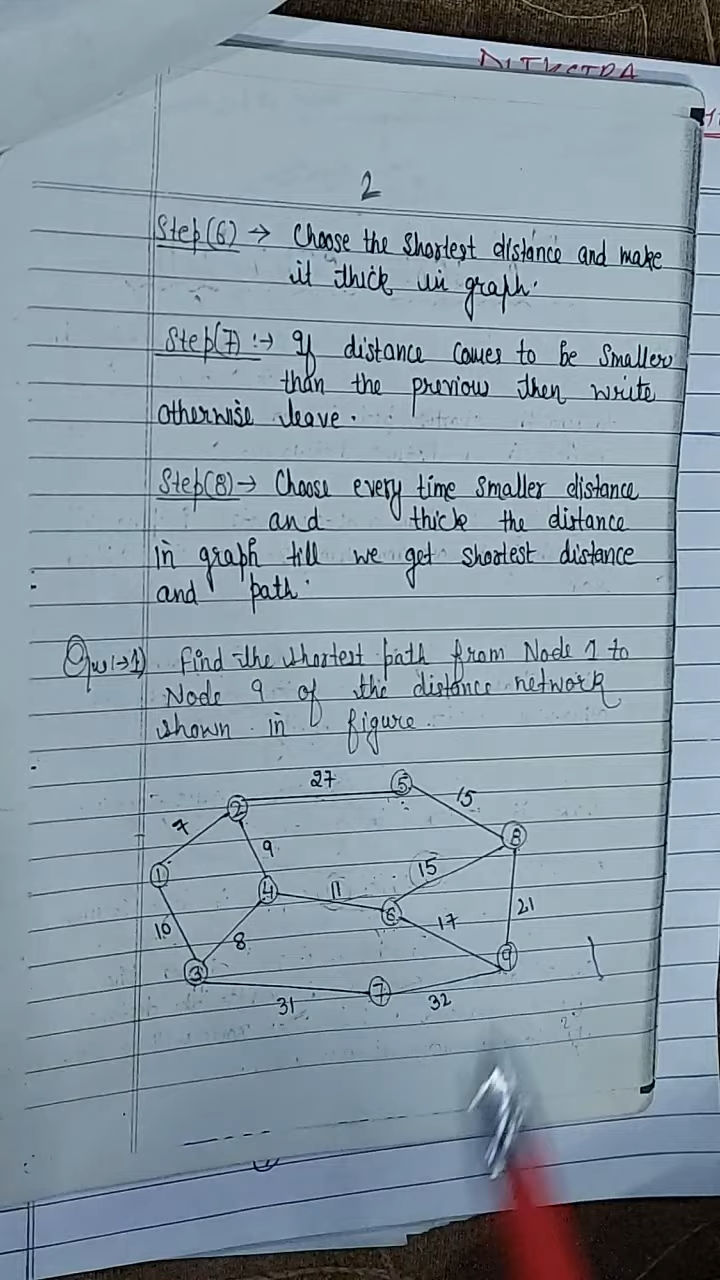 2
Step(6) → Choose the shortest distance and make
it thick in graph.
Step(7) :→ If distance comes to be smaller
than the previous then write
otherwise leave.
Step(8) → Choose every time smaller distance
and thick the distance
in graph till we get shortest distance
and path.
Find the shortest path from Node 1 to
Node 9 of the distance network
shown in figure.
27 5 15
2
7 9 8
1 15
4 11
6 21
10 8 17
3 9
7
31 32